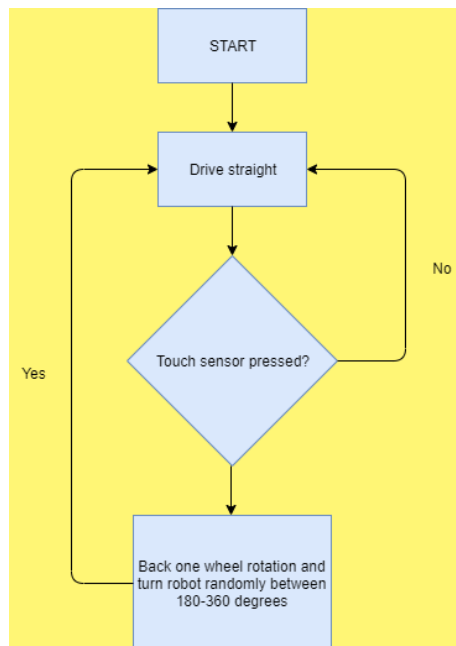 START
Drive straight
No
Touch sensor pressed?
Yes
Back one wheel rotation and
turn robot randomly between
180-360 degrees